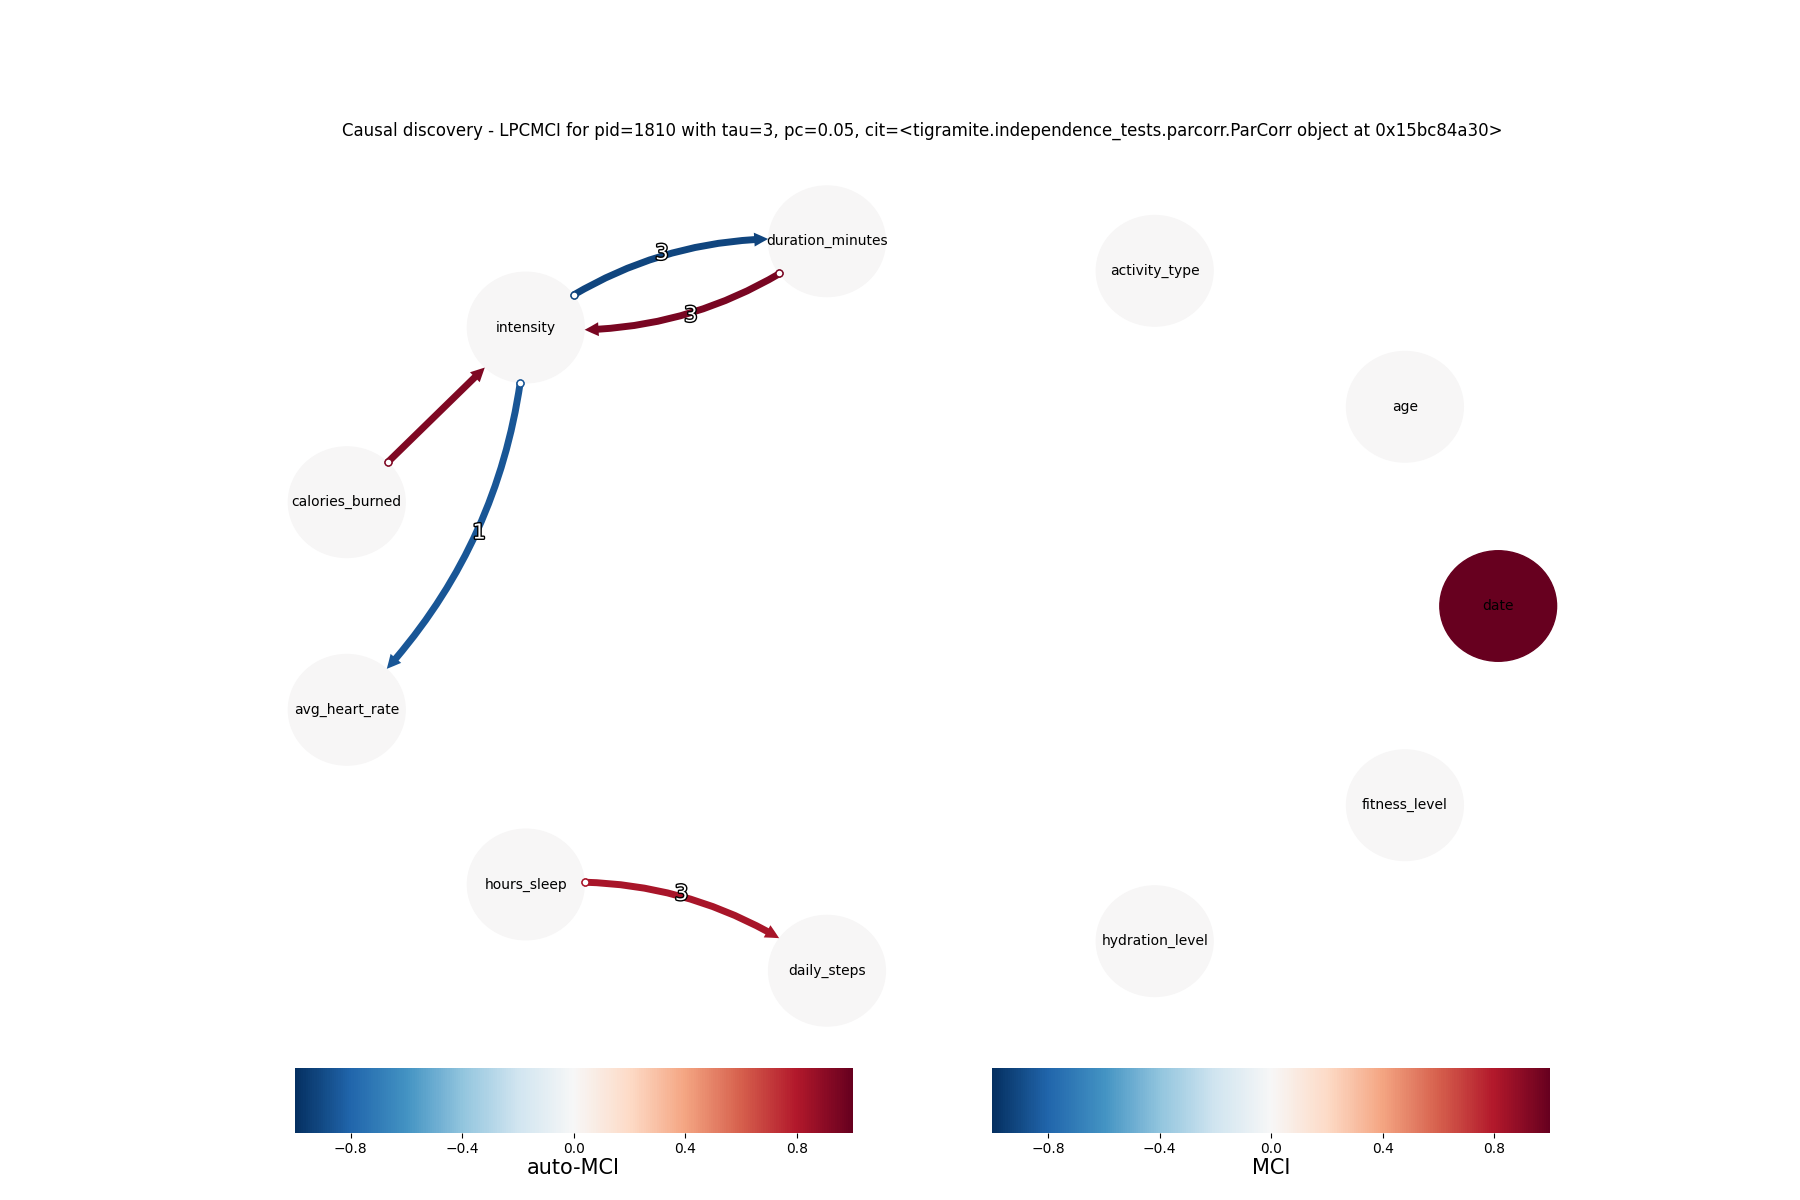 Causal discovery - LPCMCI for pid=1810 with tau=3, pc=0.05, cit=<tigramite.independence_tests.parcorr.ParCorr object at 0x15bc84a30>
duration_minutes
3
activity_type
3
intensity
age
calories_burned
1
date
avg_heart_rate
fitness_level
hours_sleep
3
hydration_level
daily_steps
−0.8 −0.4 0.0 0.4 0.8
auto-MCI
−0.8 −0.4 0.0 0.4 0.8
MCI